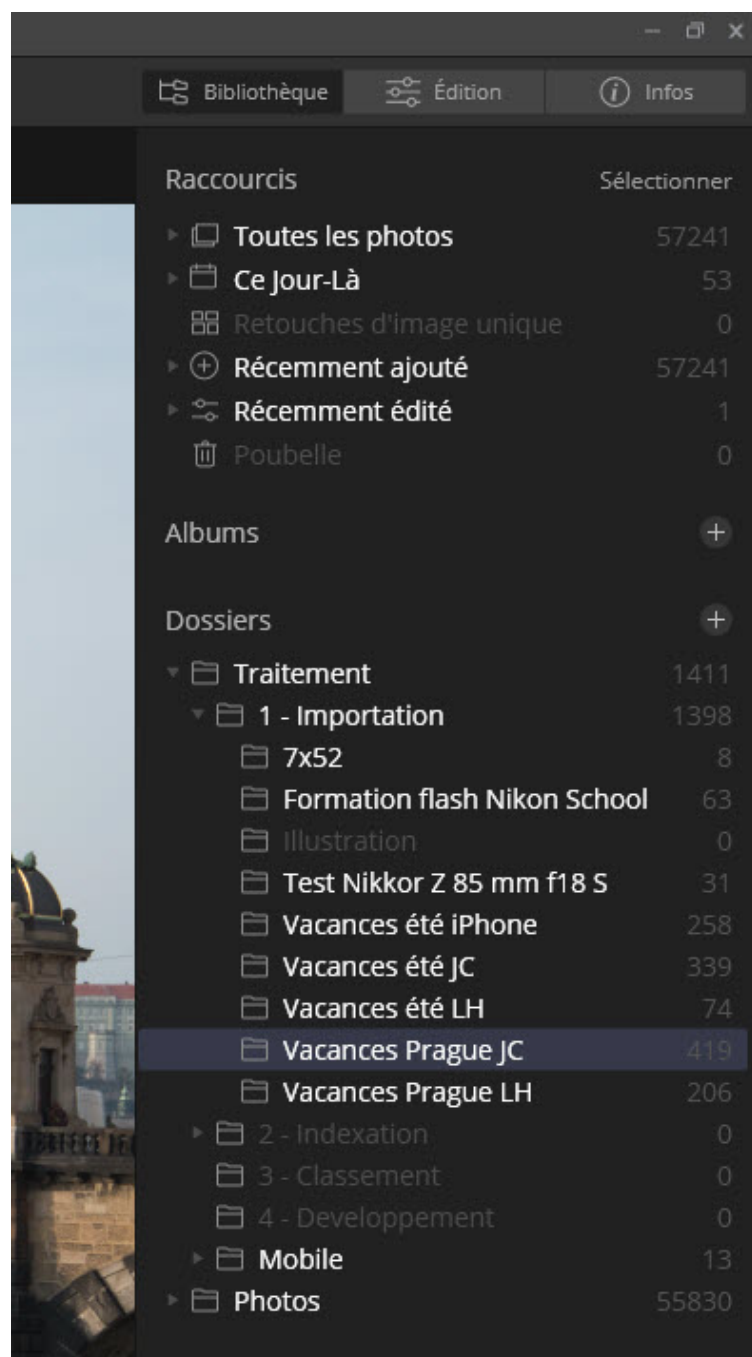 Bibliothèque Édition Infos
Raccourcis Sélectionner
Toutes les photos 57241
Ce Jour-Là 53
Retouches d'image unique 0
Récemment ajouté 57241
Récemment édité 1
Poubelle 0
Albums +
Dossiers +
Traitement 1411
1 - Importation 1398
7x52 8
Formation flash Nikon School 63
Illustration 0
Test Nikkor Z 85 mm f18 S 31
Vacances été iPhone 258
Vacances été JC 339
Vacances été LH 74
Vacances Prague JC 419
Vacances Prague LH 206
2 - Indexation 0
3 - Classement 0
4 - Developpement 0
Mobile 13
Photos 55830